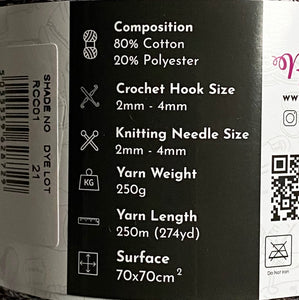 Composition
80% Cotton
20% Polyester
Crochet Hook Size
2mm - 4mm
Knitting Needle Size
2mm - 4mm
Yarn Weight
KG
250g
Yarn Length
250m (274yd)
Surface
70x70cm²
SHADE NO DYE LOT
RCC01 21
ww
Do Not Iron